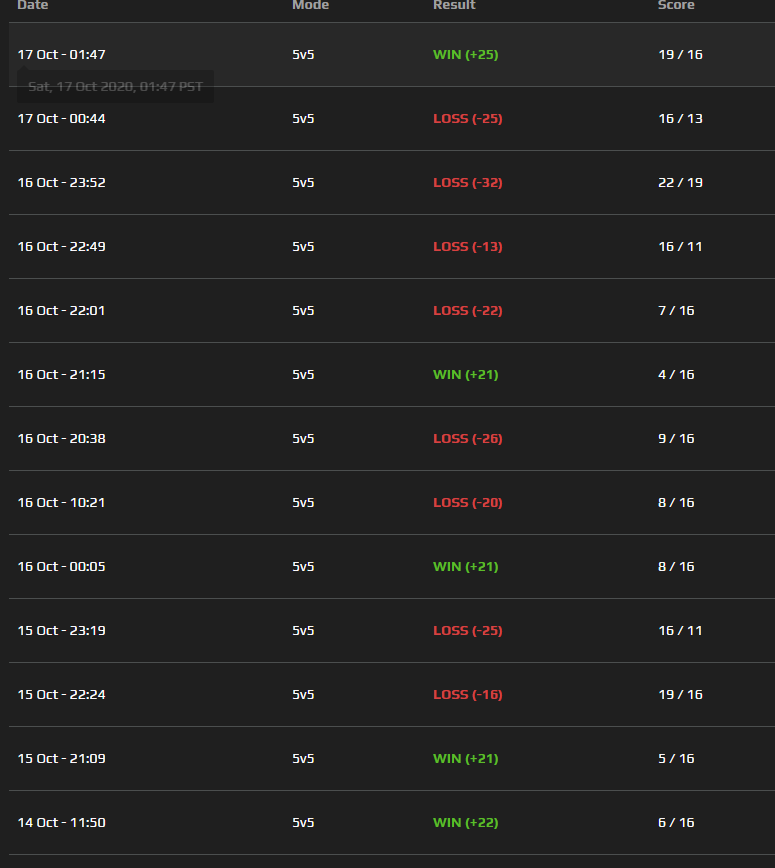 Date Mode Result Score
17 Oct - 01:47 5v5 WIN (+25) 19 / 16
Sat, 17 Oct 2020, 01:47 PST
17 Oct - 00:44 5v5 LOSS (-25) 16 / 13
16 Oct - 23:52 5v5 LOSS (-32) 22 / 19
16 Oct - 22:49 5v5 LOSS (-13) 16 / 11
16 Oct - 22:01 5v5 LOSS (-22) 7 / 16
16 Oct - 21:15 5v5 WIN (+21) 4 / 16
16 Oct - 20:38 5v5 LOSS (-26) 9 / 16
16 Oct - 10:21 5v5 LOSS (-20) 8 / 16
16 Oct - 00:05 5v5 WIN (+21) 8 / 16
15 Oct - 23:19 5v5 LOSS (-25) 16 / 11
15 Oct - 22:24 5v5 LOSS (-16) 19 / 16
15 Oct - 21:09 5v5 WIN (+21) 5 / 16
14 Oct - 11:50 5v5 WIN (+22) 6 / 16